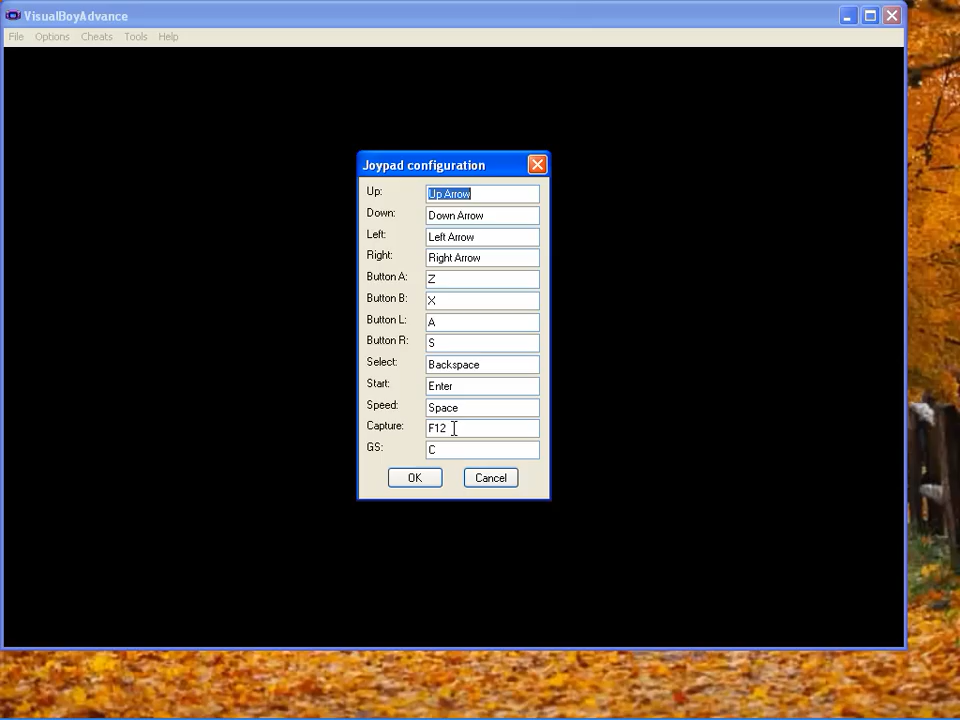 VisualBoyAdvance
File Options Cheats Tools Help
Joypad configuration
Up: Up Arrow
Down: Down Arrow
Left: Left Arrow
Right: Right Arrow
Button A: Z
Button B: X
Button L: A
Button R: S
Select: Backspace
Start: Enter
Speed: Space
Capture: F12
GS: C
OK Cancel